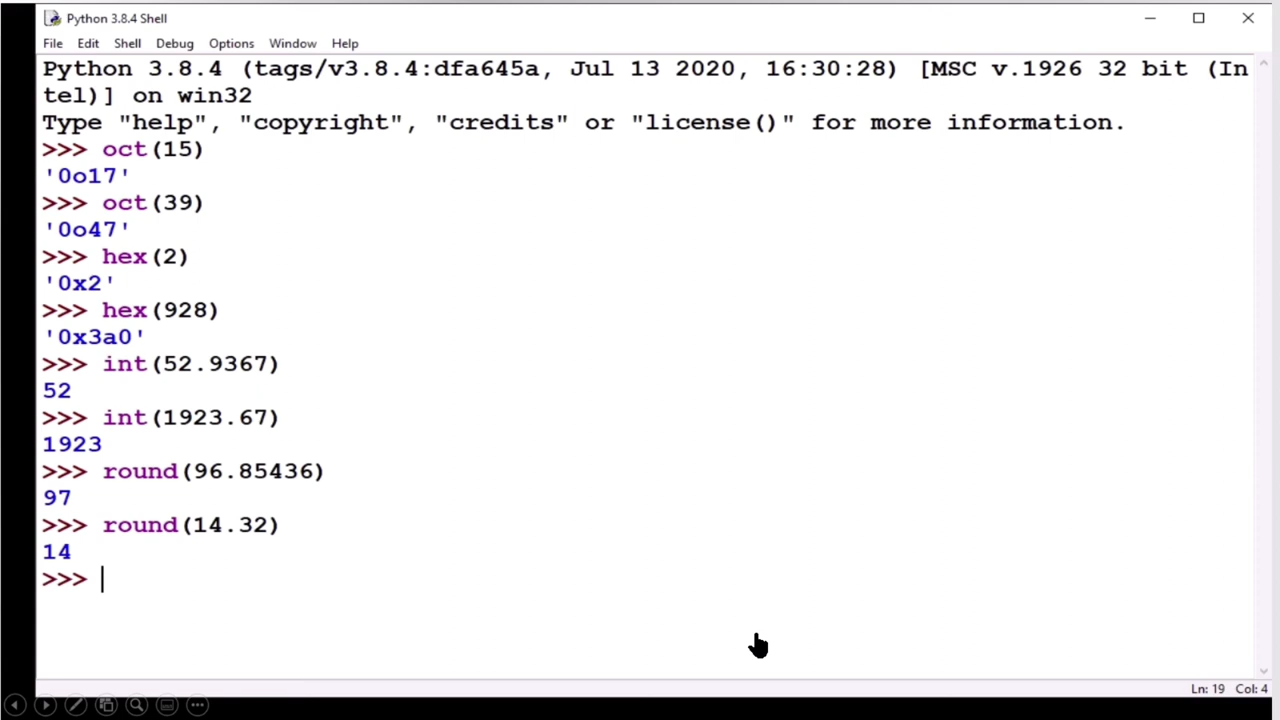 Python 3.8.4 Shell
File Edit Shell Debug Options Window Help
Python 3.8.4 (tags/v3.8.4:dfa645a, Jul 13 2020, 16:30:28) [MSC v.1926 32 bit (In
tel)] on win32
Type "help", "copyright", "credits" or "license()" for more information.
>>> oct(15)
'0o17'
>>> oct(39)
'0o47'
>>> hex(2)
'0x2'
>>> hex(928)
'0x3a0'
>>> int(52.9367)
52
>>> int(1923.67)
1923
>>> round(96.85436)
97
>>> round(14.32)
14
>>>
Ln: 19 Col: 4